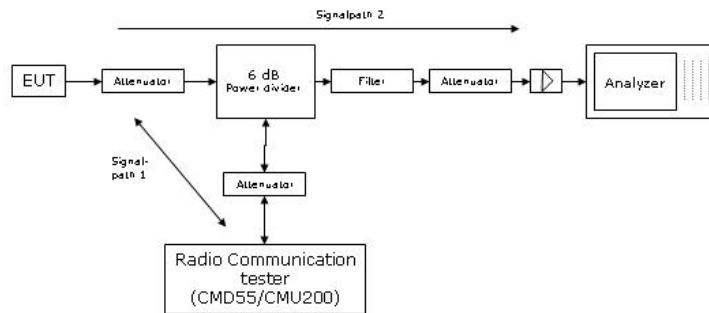 Signalpath 2
EUT
Attenuator
6 dB
Power divider
Filter
Attenuator
Analyzer
Signal-
path 1
Attenuator
Radio Communication
tester
(CMD55/CMU200)